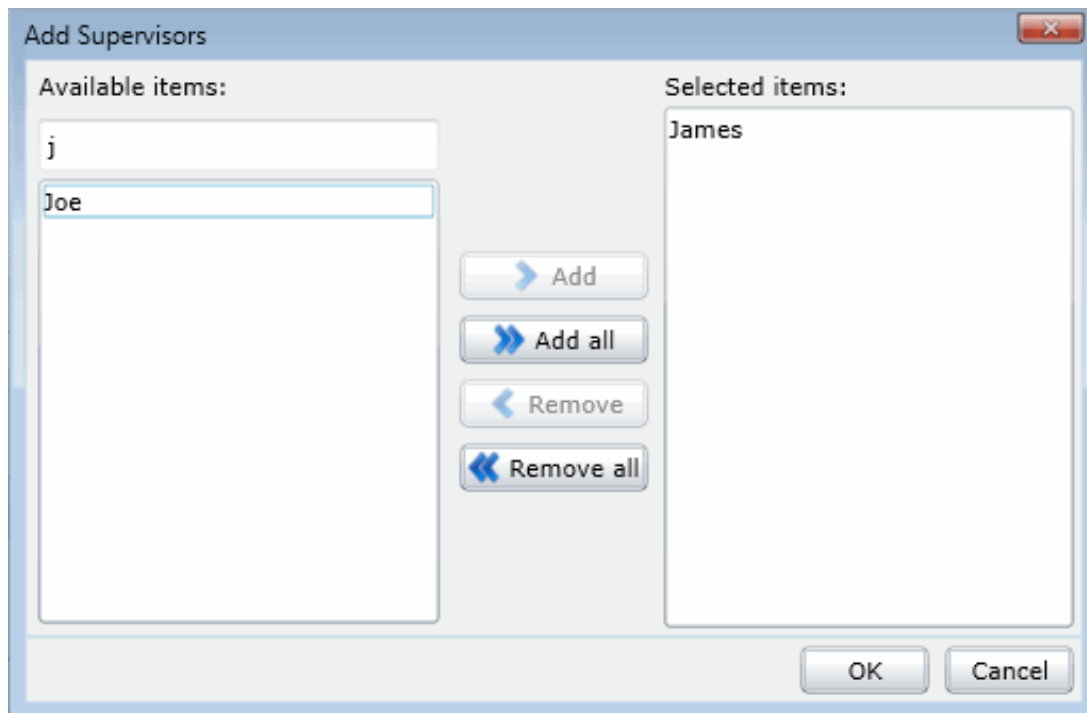 Add Supervisors
Available items:
j
Joe
Add
Add all
Remove
Remove all
Selected items:
James
OK
Cancel